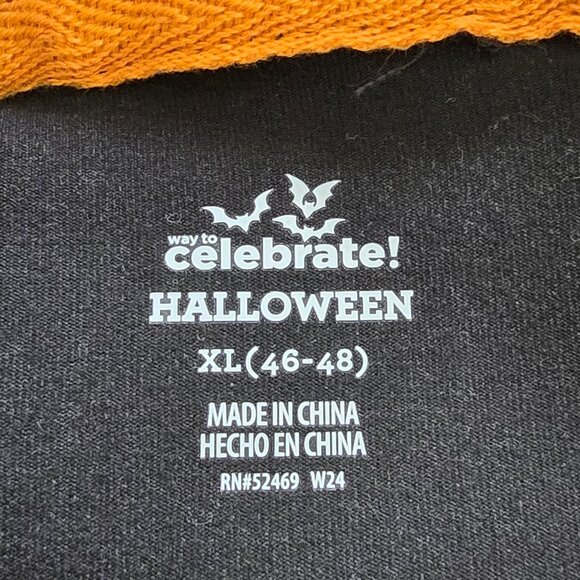 way to
celebrate!
HALLOWEEN
XL(46-48)
MADE IN CHINA
HECHO EN CHINA
RN#52469 W24